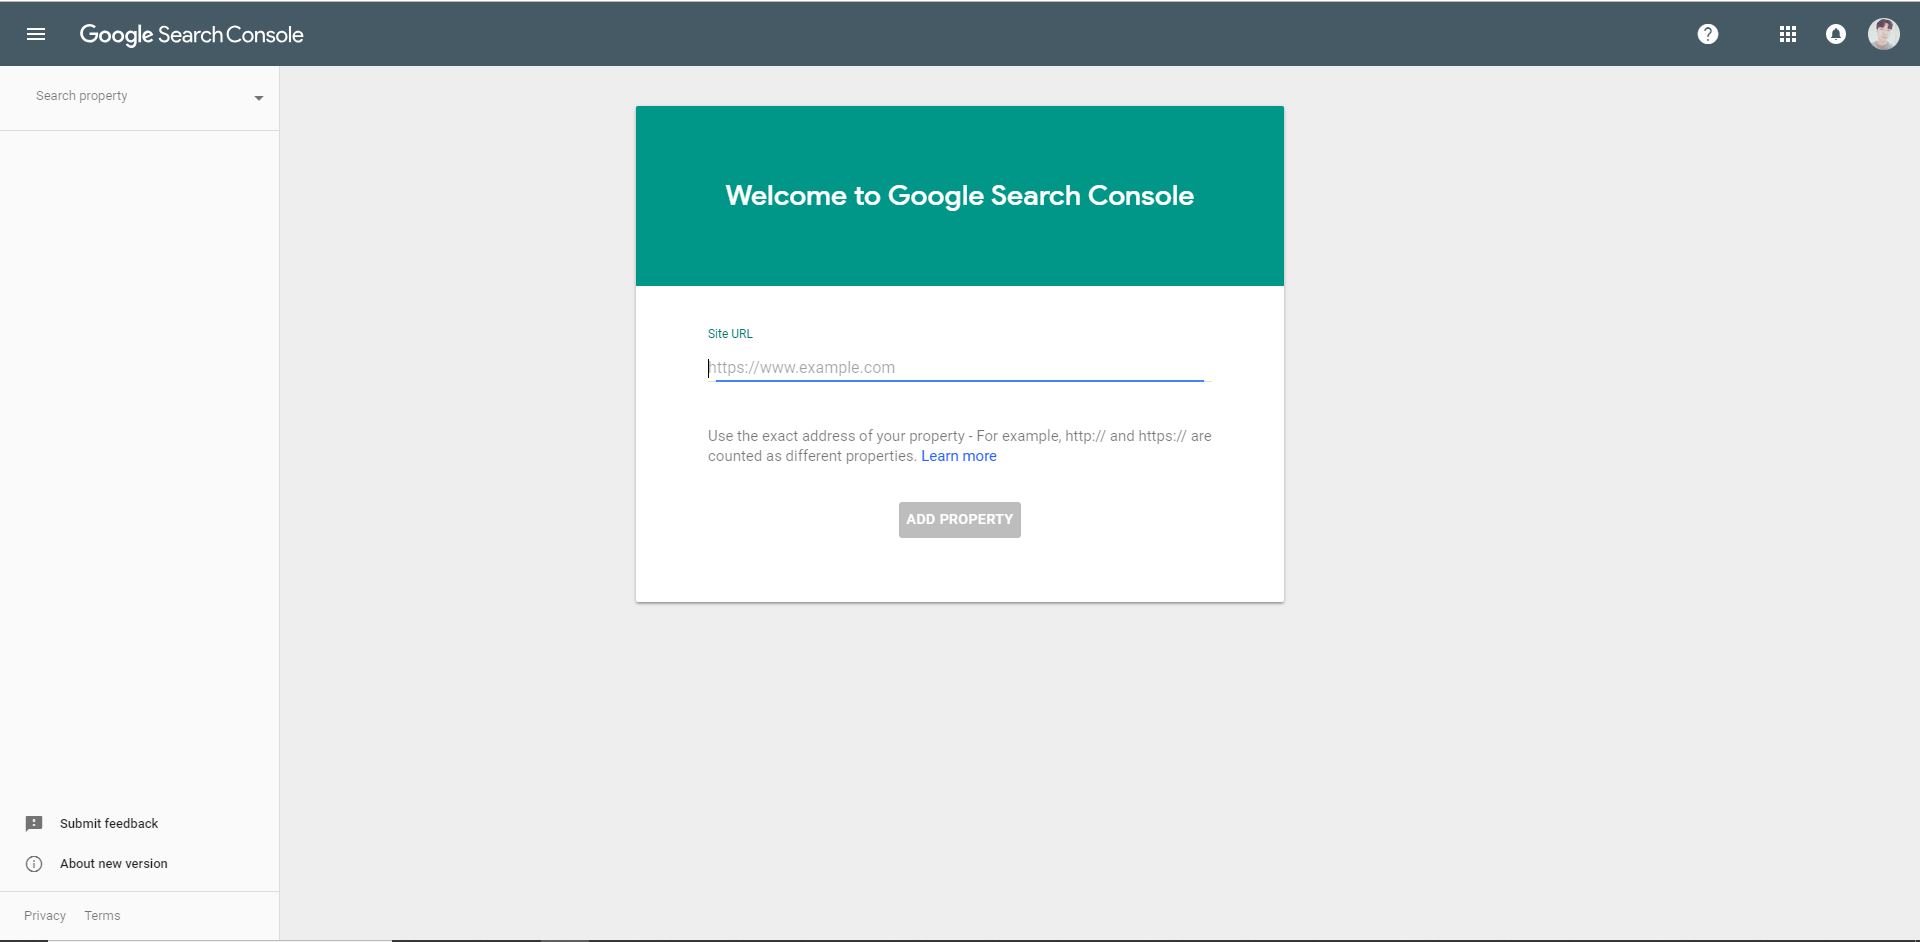 Google Search Console
Search property
Welcome to Google Search Console
Site URL
https://www.example.com
Use the exact address of your property - For example, http:// and https:// are
counted as different properties. Learn more
ADD PROPERTY
Submit feedback
About new version
Privacy Terms